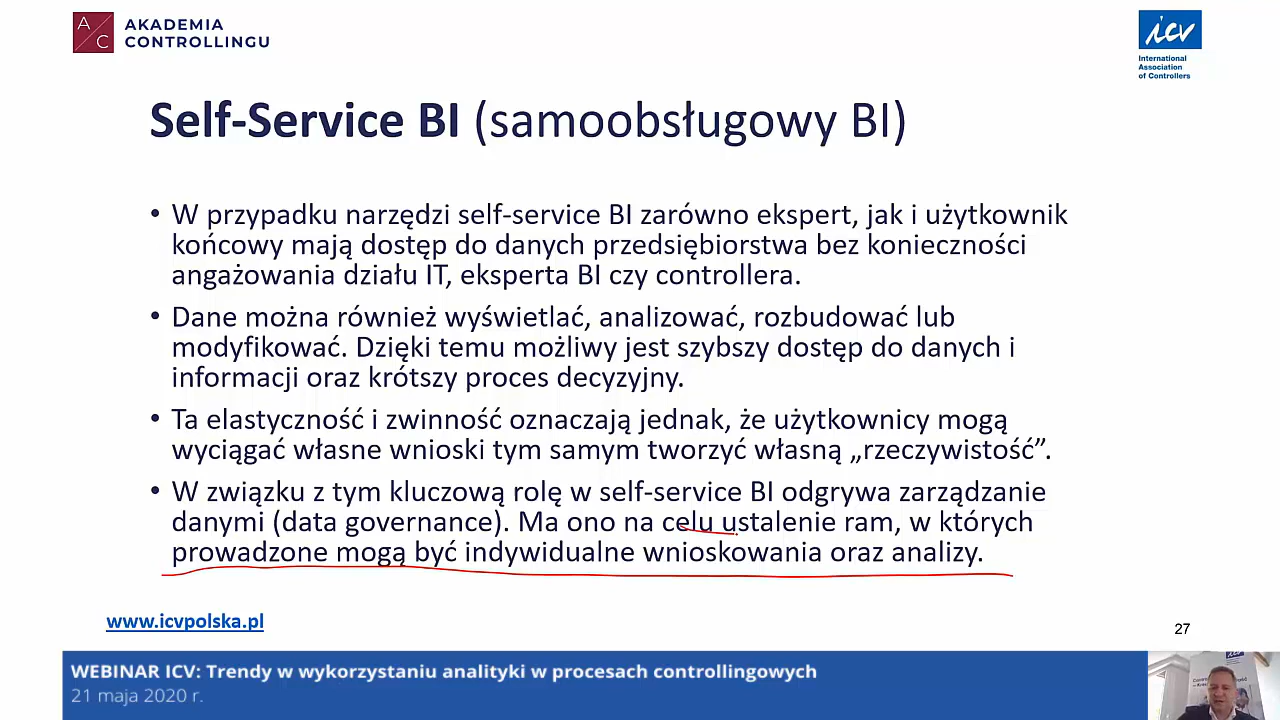 AKADEMIA
CONTROLLINGU
A
C
icv
International
Association
of Controllers
Self-Service BI (samoobsługowy BI)
• W przypadku narzędzi self-service BI zarówno ekspert, jak i użytkownik
końcowy mają dostęp do danych przedsiębiorstwa bez konieczności
angażowania działu IT, eksperta BI czy controllera.
• Dane można również wyświetlać, analizować, rozbudować lub
modyfikować. Dzięki temu możliwy jest szybszy dostęp do danych i
informacji oraz krótszy proces decyzyjny.
• Ta elastyczność i zwinność oznaczają jednak, że użytkownicy mogą
wyciągać własne wnioski tym samym tworzyć własną „rzeczywistość”.
• W związku z tym kluczową rolę w self-service BI odgrywa zarządzanie
danymi (data governance). Ma ono na celu ustalenie ram, w których
prowadzone mogą być indywidualne wnioskowania oraz analizy.
www.icvpolska.pl
27
WEBINAR ICV: Trendy w wykorzystaniu analityki w procesach controllingowych
21 maja 2020 r.